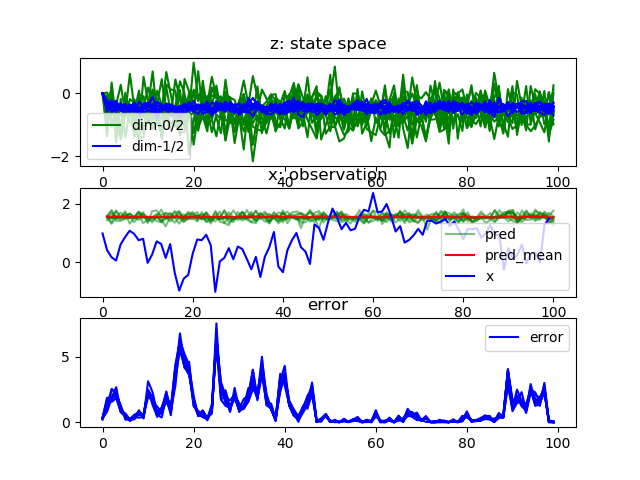 z: state space
0
−2
dim-0/2
dim-1/2
0 20 40 60 80 100
x: observation
2
0
pred
pred_mean
x
0 20 40 60 80 100
error
5
0
error
0 20 40 60 80 100